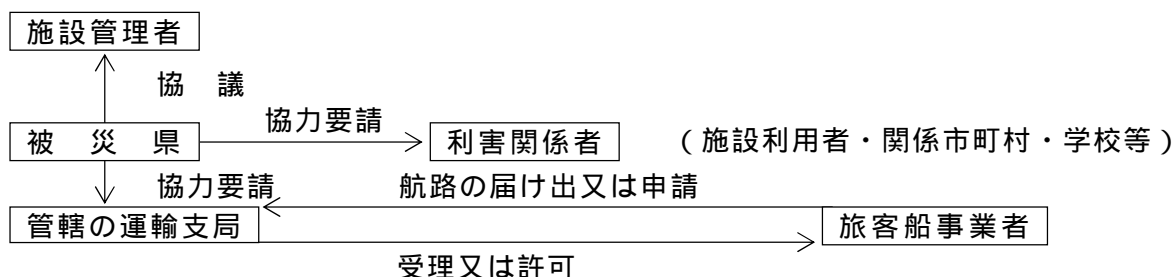 施設管理者
協　議
協力要請
被　災　県　利害関係者　（施設利用者・関係市町村・学校等）
協力要請　航路の届け出又は申請
管轄の運輸支局　旅客船事業者
受理又は許可